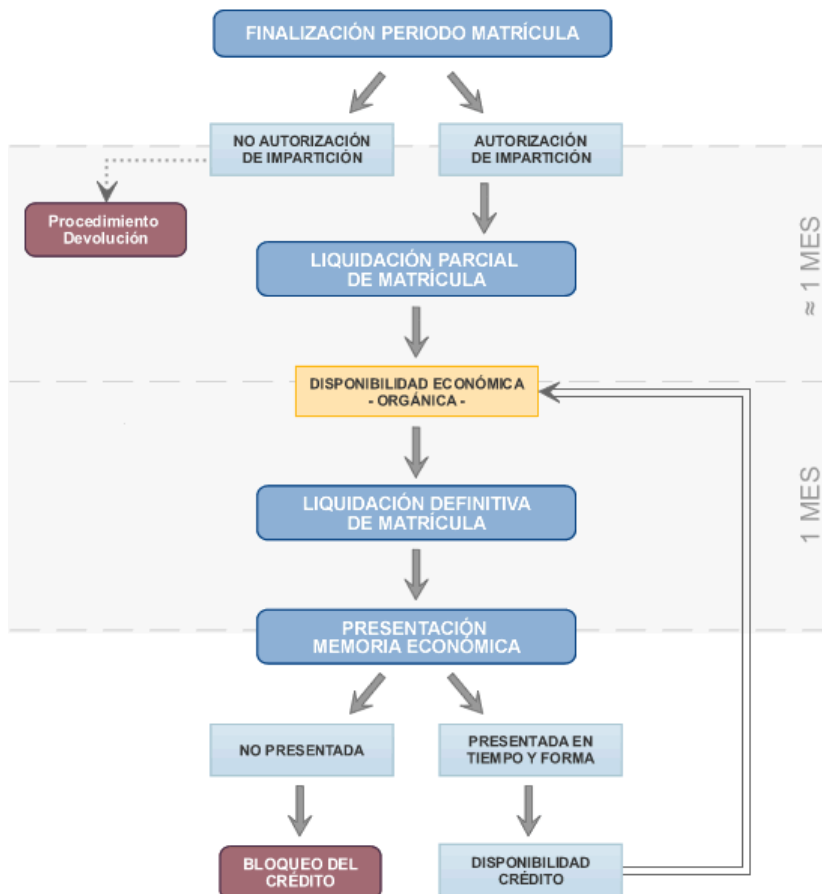 FINALIZACIÓN PERIODO MATRÍCULA
NO AUTORIZACIÓN
DE IMPARTICIÓN
AUTORIZACIÓN
DE IMPARTICIÓN
Procedimiento
Devolución
LIQUIDACIÓN PARCIAL
DE MATRÍCULA
≈ 1 MES
DISPONIBILIDAD ECONÓMICA
- ORGÁNICA -
LIQUIDACIÓN DEFINITIVA
DE MATRÍCULA
1 MES
PRESENTACIÓN
MEMORIA ECONÓMICA
NO PRESENTADA
PRESENTADA EN
TIEMPO Y FORMA
BLOQUEO DEL
CRÉDITO
DISPONIBILIDAD
CRÉDITO